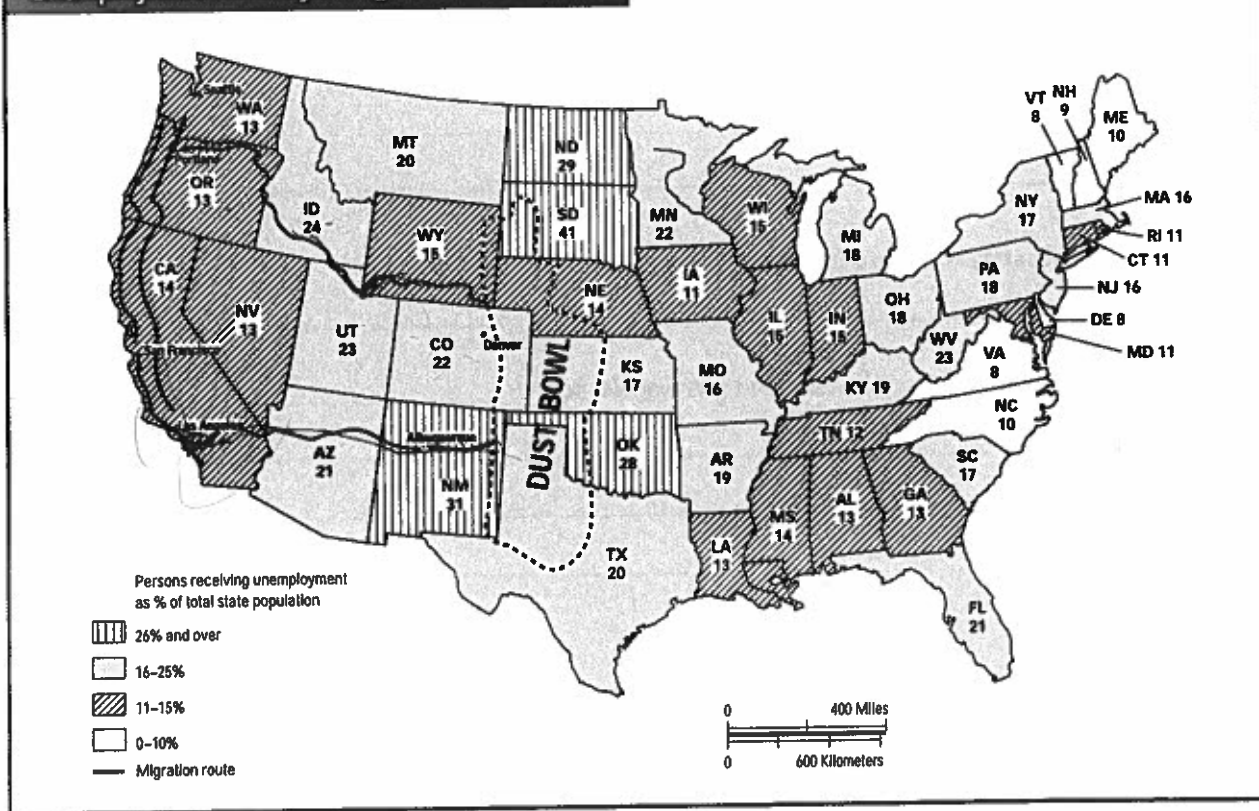 Seattle
WA
13
Portland
OR
13
MT
20
ID
24
WY
15
ND
29
SD
41
MN
22
WI
15
MI
18
VT
8
NH
9
ME
10
NY
17
MA 16
RI 11
CT 11
NJ 16
PA
18
DE 8
MD 11
CA
14
San Francisco
NV
13
UT
23
CO
22
Denver
NE
14
IA
11
IL
15
IN
15
OH
18
WV
23
VA
8
KS
17
MO
16
KY 19
NC
10
Los Angeles
AZ
21
Albuquerque
NM
31
DUST BOWL
OK
28
AR
19
TN 12
SC
17
TX
20
LA
13
MS
14
AL
13
GA
13
FL
21
Persons receiving unemployment
as % of total state population
26% and over
16–25%
11–15%
0–10%
Migration route
0 400 Miles
0 600 Kilometers